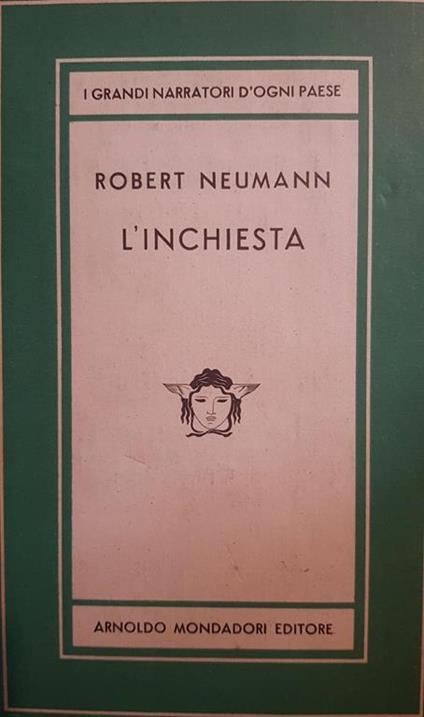 I GRANDI NARRATORI D'OGNI PAESE
ROBERT NEUMANN
L'INCHIESTA
ARNOLDO MONDADORI EDITORE